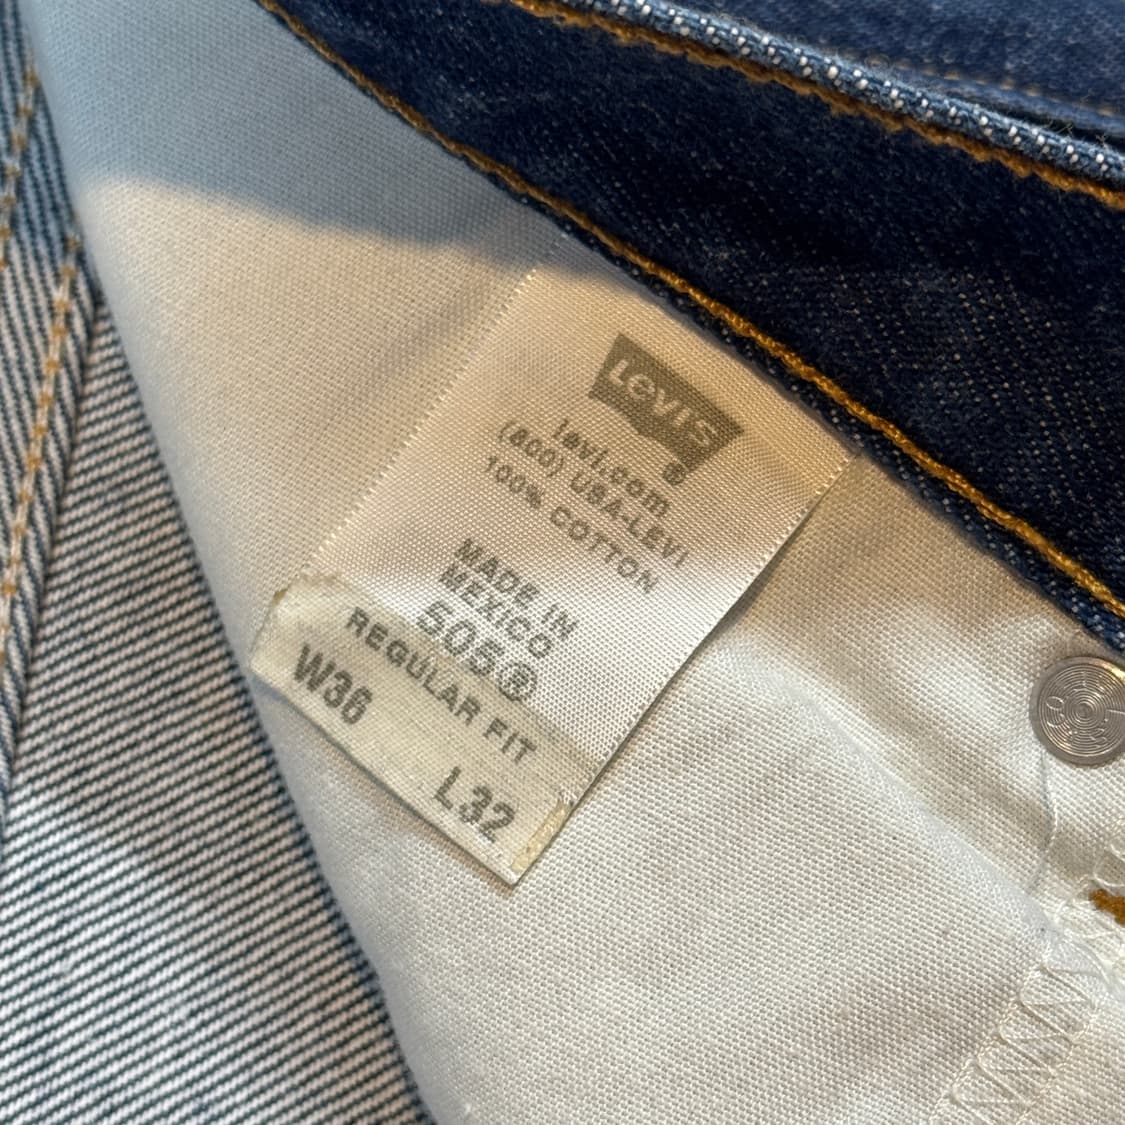 Levi's
®
levi.com
(800) USA-LEVI
100% COTTON
MADE IN
MEXICO
505®
REGULAR FIT
W36 L32